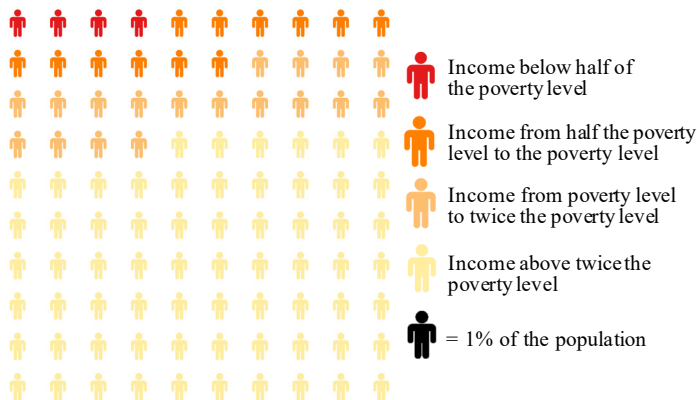 Income below half of
the poverty level
Income from half the poverty
level to the poverty level
Income from poverty level
to twice the poverty level
Income above twice the
poverty level
= 1% of the population